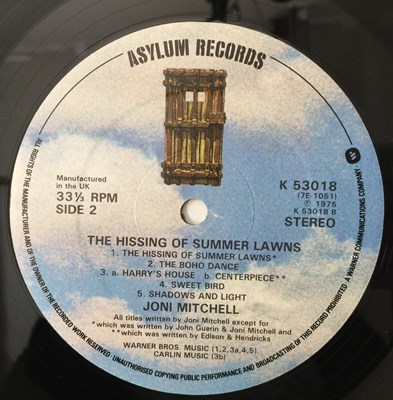 ASYLUM RECORDS
Manufactured
in the UK
33⅓ RPM
SIDE 2
K 53018
(7E-1051)
℗ 1975
K 53018 B
STEREO
THE HISSING OF SUMMER LAWNS
1. THE HISSING OF SUMMER LAWNS*
2. THE BOHO DANCE
3. a. HARRY'S HOUSE b. CENTERPIECE**
4. SWEET BIRD
5. SHADOWS AND LIGHT
JONI MITCHELL
All titles written by Joni Mitchell except for
*which was written by John Guerin & Joni Mitchell and
**which was written by Edison & Hendricks
WARNER BROS. MUSIC (1,2,3a,4,5)
CARLIN MUSIC (3b)
ALL RIGHTS OF THE MANUFACTURER AND OF THE OWNER OF THE RECORDED WORK RESERVED. UNAUTHORISED COPYING PUBLIC PERFORMANCE AND BROADCASTING OF THIS RECORD PROHIBITED · A WARNER COMMUNICATIONS COMPANY.